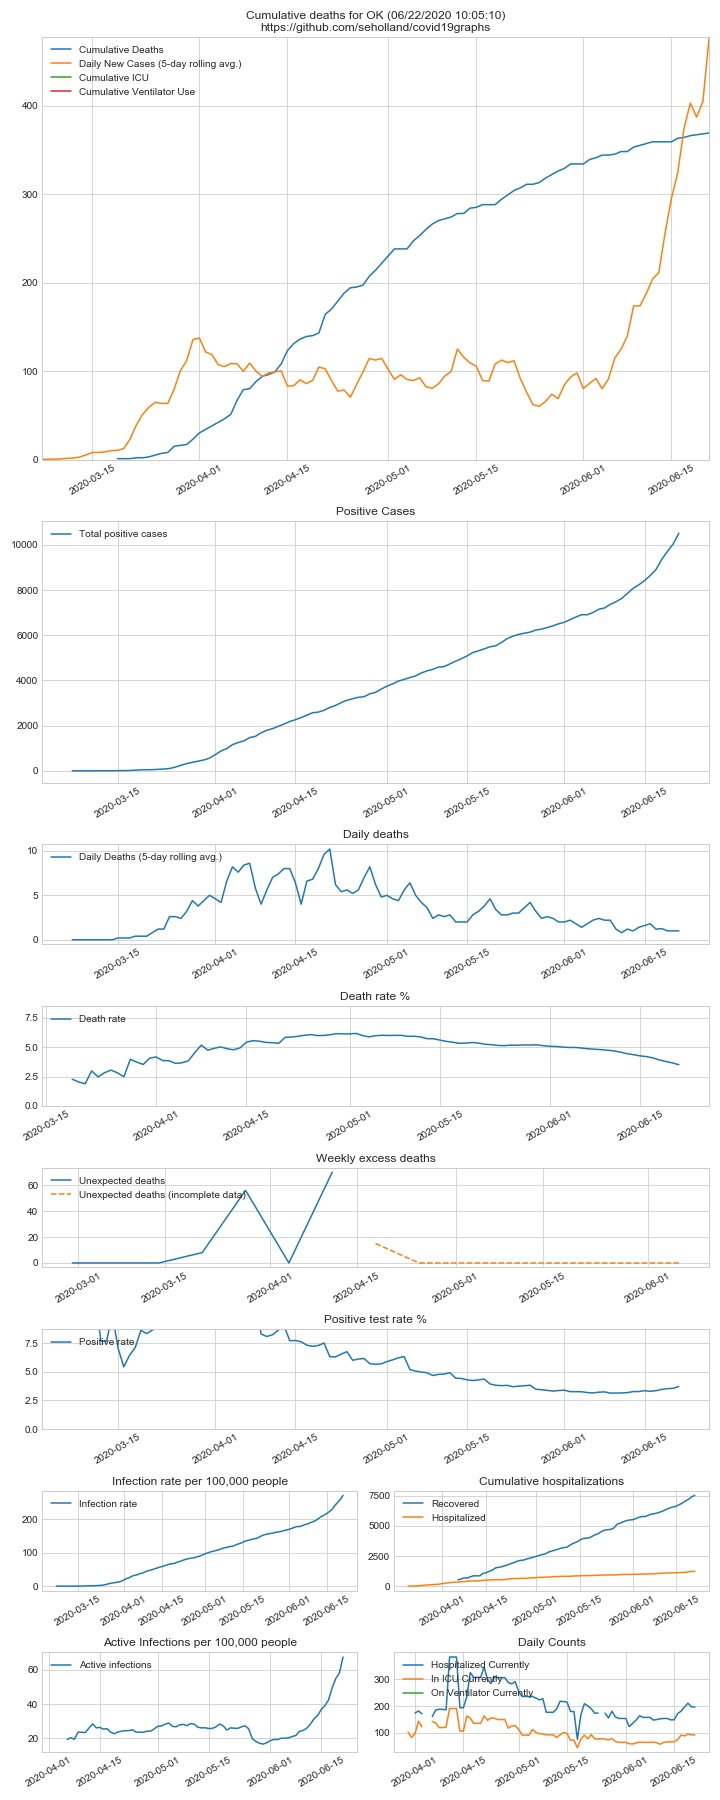 Cumulative deaths for OK (06/22/2020 10:05:10)
https://github.com/seholland/covid19graphs
Cumulative Deaths
Daily New Cases (5-day rolling avg.)
Cumulative ICU
Cumulative Ventilator Use
400
300
200
100
0
2020-03-15 2020-04-01 2020-04-15 2020-05-01 2020-05-15 2020-06-01 2020-06-15
Positive Cases
Total positive cases
10000
8000
6000
4000
2000
0
2020-03-15 2020-04-01 2020-04-15 2020-05-01 2020-05-15 2020-06-01 2020-06-15
Daily deaths
Daily Deaths (5-day rolling avg.)
10
5
0
2020-03-15 2020-04-01 2020-04-15 2020-05-01 2020-05-15 2020-06-01 2020-06-15
Death rate %
Death rate
7.5
5.0
2.5
0.0
2020-03-15 2020-04-01 2020-04-15 2020-05-01 2020-05-15 2020-06-01 2020-06-15
Weekly excess deaths
Unexpected deaths
Unexpected deaths (incomplete data)
60
40
20
0
2020-03-01 2020-03-15 2020-04-01 2020-04-15 2020-05-01 2020-05-15 2020-06-01
Positive test rate %
Positive rate
7.5
5.0
2.5
0.0
2020-03-15 2020-04-01 2020-04-15 2020-05-01 2020-05-15 2020-06-01 2020-06-15
Infection rate per 100,000 people
Infection rate
200
100
0
2020-03-15 2020-04-01 2020-04-15 2020-05-01 2020-05-15 2020-06-01 2020-06-15
Cumulative hospitalizations
Recovered
Hospitalized
7500
5000
2500
0
2020-04-01 2020-04-15 2020-05-01 2020-05-15 2020-06-01 2020-06-15
Active Infections per 100,000 people
Active infections
60
40
20
2020-04-01 2020-04-15 2020-05-01 2020-05-15 2020-06-01 2020-06-15
Daily Counts
Hospitalized Currently
In ICU Currently
On Ventilator Currently
300
200
100
2020-04-01 2020-04-15 2020-05-01 2020-05-15 2020-06-01 2020-06-15